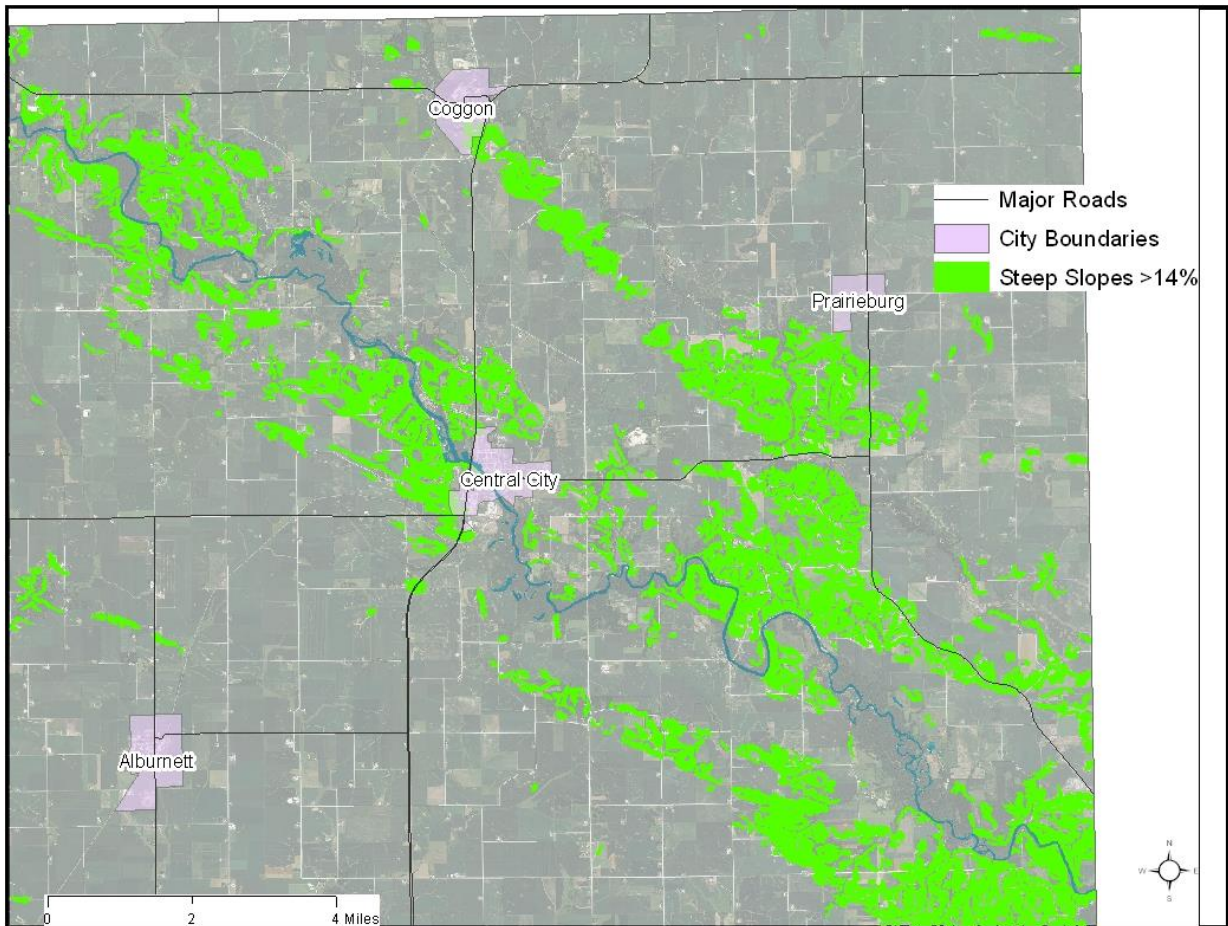 Coggon
Major Roads
City Boundaries
Steep Slopes >14%
Prairieburg
Central City
Alburnett
N
W E
S
0 2 4 Miles